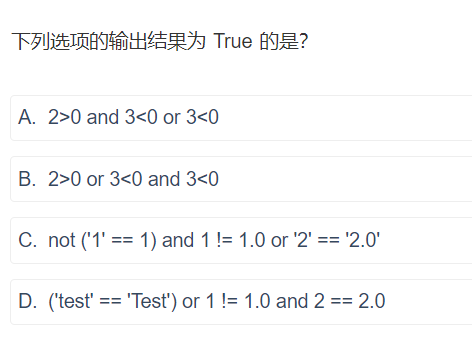 下列选项的输出结果为 True 的是?
A. 2>0 and 3<0 or 3<0
B. 2>0 or 3<0 and 3<0
C. not ('1' == 1) and 1 != 1.0 or '2' == '2.0'
D. ('test' == 'Test') or 1 != 1.0 and 2 == 2.0